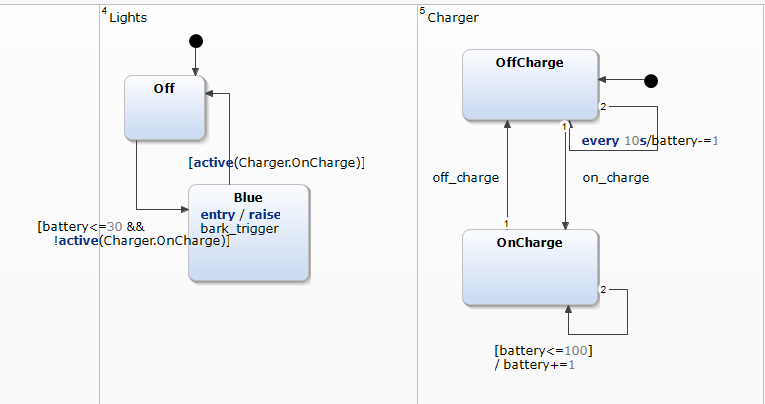 4 Lights
Off
[active(Charger.OnCharge)]
Blue
entry / raise
bark_trigger
[battery<=30 &&
!active(Charger.OnCharge)]
5 Charger
OffCharge
2
1
every 10s/battery-=1
off_charge
on_charge
1
OnCharge
2
[battery<=100]
/ battery+=1